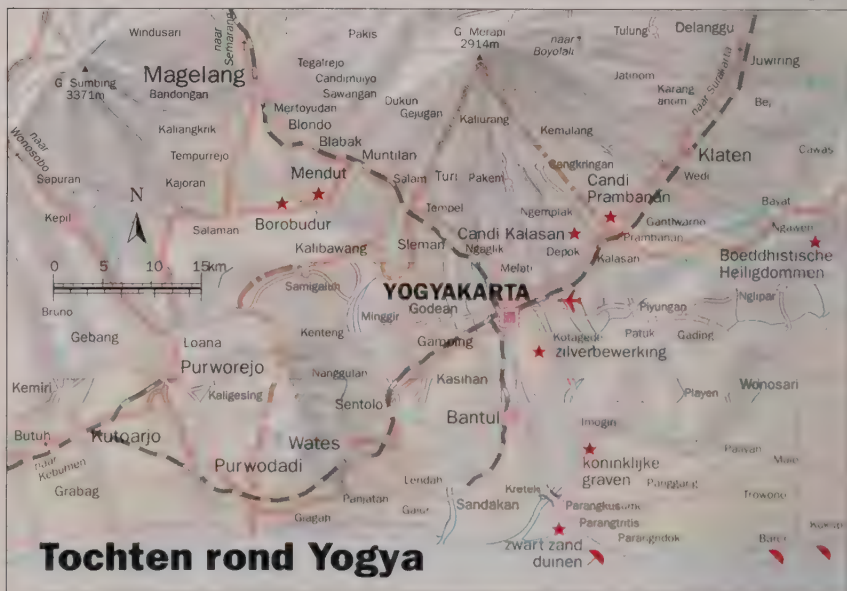 Windusari
naar
Semarang
Pakis
G Merapi
2914m
naar
Boyolali
Tulung
Delanggu
Juwiring
G Sumbing
3371m
Magelang
Bandongan
Tegalrejo
Candimulyo
Sawangan
Dukun
Gejugan
Jatinom
Karang
anom
naar Surakarta
Mertoyudan
Blondo
Blabak
Kaliurang
Kemalang
Kaliangkrik
Muntilan
Cangkringan
Klaten
Cawas
naar
Wonosobo
Tempurrejo
Mendut
Salam
Turi
Pakem
Candi
Prambanan
Wedi
Sapuran
Kajoran
N
Kepil
Salaman
Borobudur
Tempel
Ngemplak
Gantiwarno
Bayat
Ngawen
Kalibawang
Sleman
Candi Kalasan
Ngaglik
Depok
Prambanan
Kalasan
Boeddhistische
Heiligdommen
0 5 10 15km
Melati
Samigaluh
YOGYAKARTA
Nglipar
Bruno
Minggir
Godean
Piyungan
Gebang
Loana
Kenteng
Gamping
Kotagede
Patuk
Gading
zilverbewerking
Purworejo
Nanggulan
Kasihan
Kemiri
Kaligesing
Sentolo
Playen
Wonosari
Bantul
Butuh
Kutoarjo
Wates
Imogiri
naar
Kebumen
Purwodadi
koninklijke
graven
Paliyan
Grabag
Lendah
Panggang
Panjatan
Kretek
Trowono
Galur
Sandakan
Parangkusumo
Parangtritis
Parangndok
zwart zand
duinen
Baron
Tochten rond Yogya